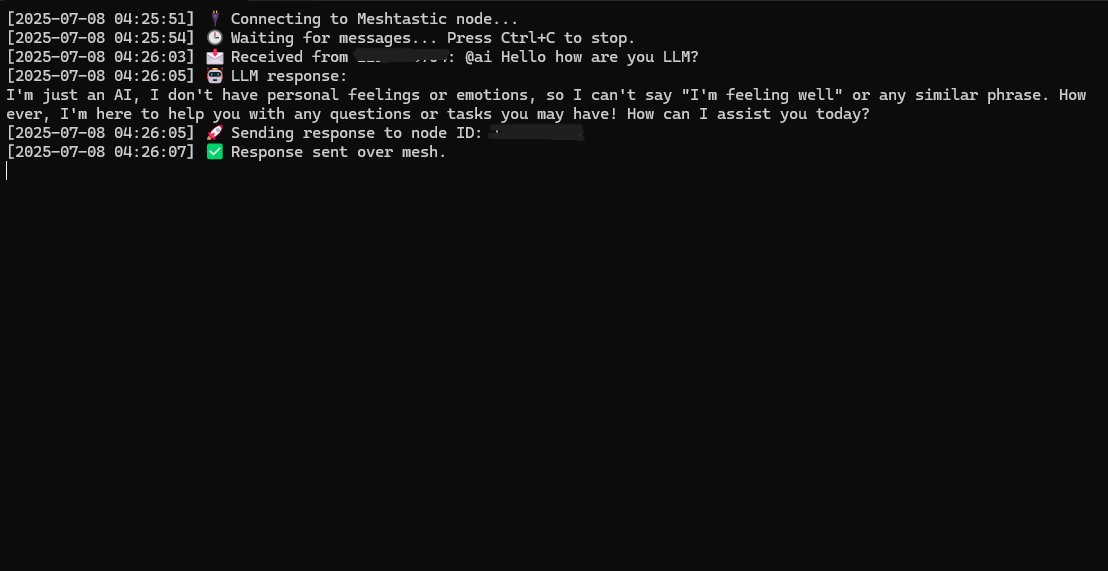 [2025-07-08 04:25:51] Connecting to Meshtastic node...
[2025-07-08 04:25:54] Waiting for messages... Press Ctrl+C to stop.
[2025-07-08 04:26:03] Received from : @ai Hello how are you LLM?
[2025-07-08 04:26:05] LLM response:
I'm just an AI, I don't have personal feelings or emotions, so I can't say "I'm feeling well" or any similar phrase. How
ever, I'm here to help you with any questions or tasks you may have! How can I assist you today?
[2025-07-08 04:26:05] Sending response to node ID:
[2025-07-08 04:26:07] Response sent over mesh.